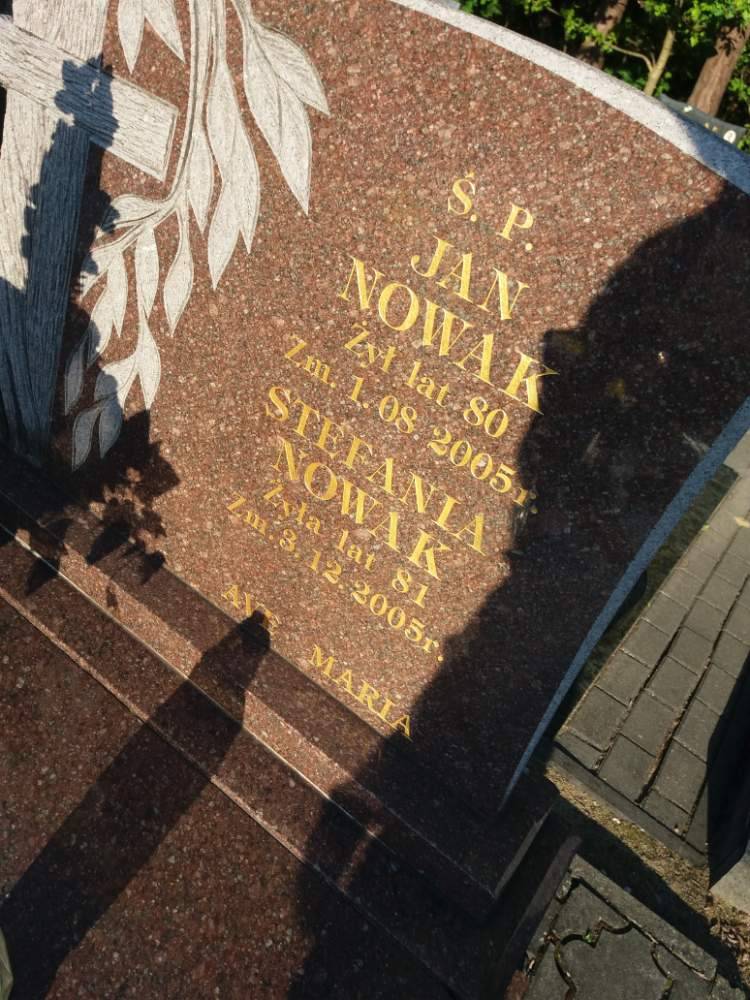 Ś. P.
JAN
NOWAK
Żył lat 80
Zm. 1.08.2005r.
STEFANIA
NOWAK
Żyła lat 81
Zm. 3.12.2005r.
AVE MARIA